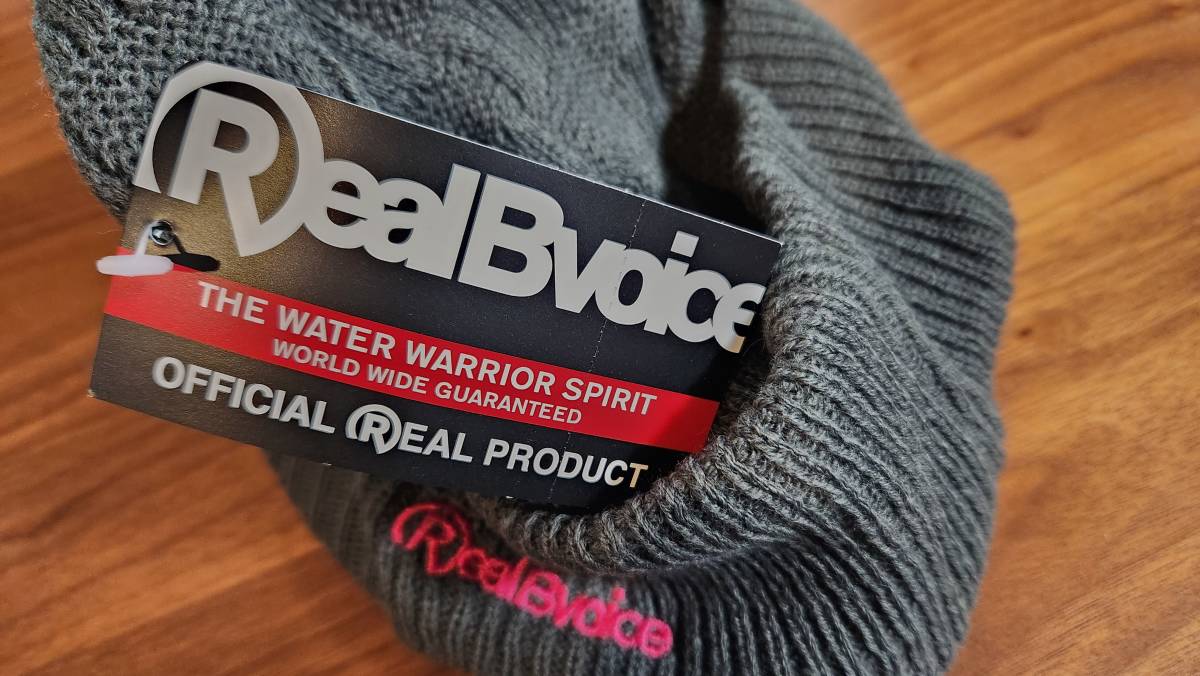 RealBvoice
THE WATER WARRIOR SPIRIT
WORLD WIDE GUARANTEED
OFFICIAL REAL PRODUCT
RealBvoice